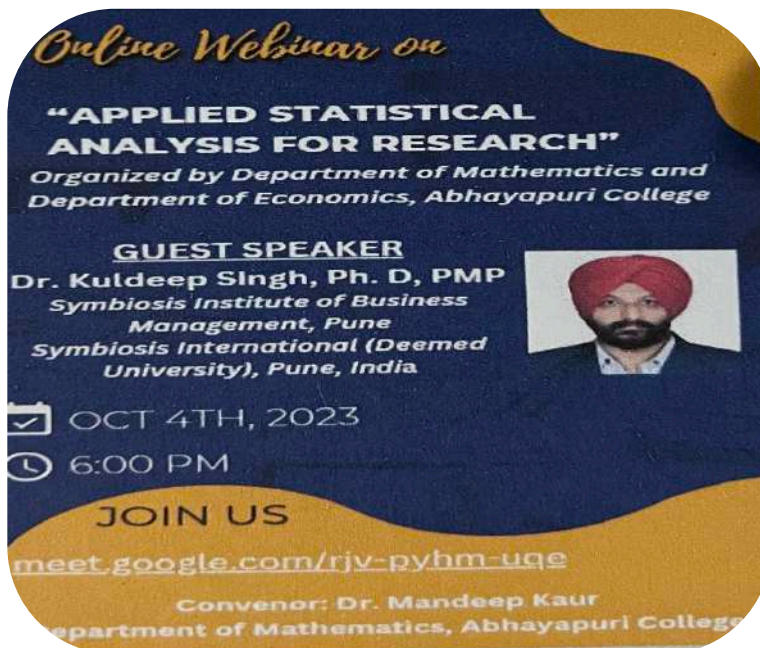 Online Webinar on
“APPLIED STATISTICAL
ANALYSIS FOR RESEARCH”
Organized by Department of Mathematics and
Department of Economics, Abhayapuri College
GUEST SPEAKER
Dr. Kuldeep Singh, Ph. D, PMP
Symbiosis Institute of Business
Management, Pune
Symbiosis International (Deemed
University), Pune, India
OCT 4TH, 2023
6:00 PM
JOIN US
meet.google.com/rjv-pyhm-uqe
Convenor: Dr. Mandeep Kaur
epartment of Mathematics, Abhayapuri College